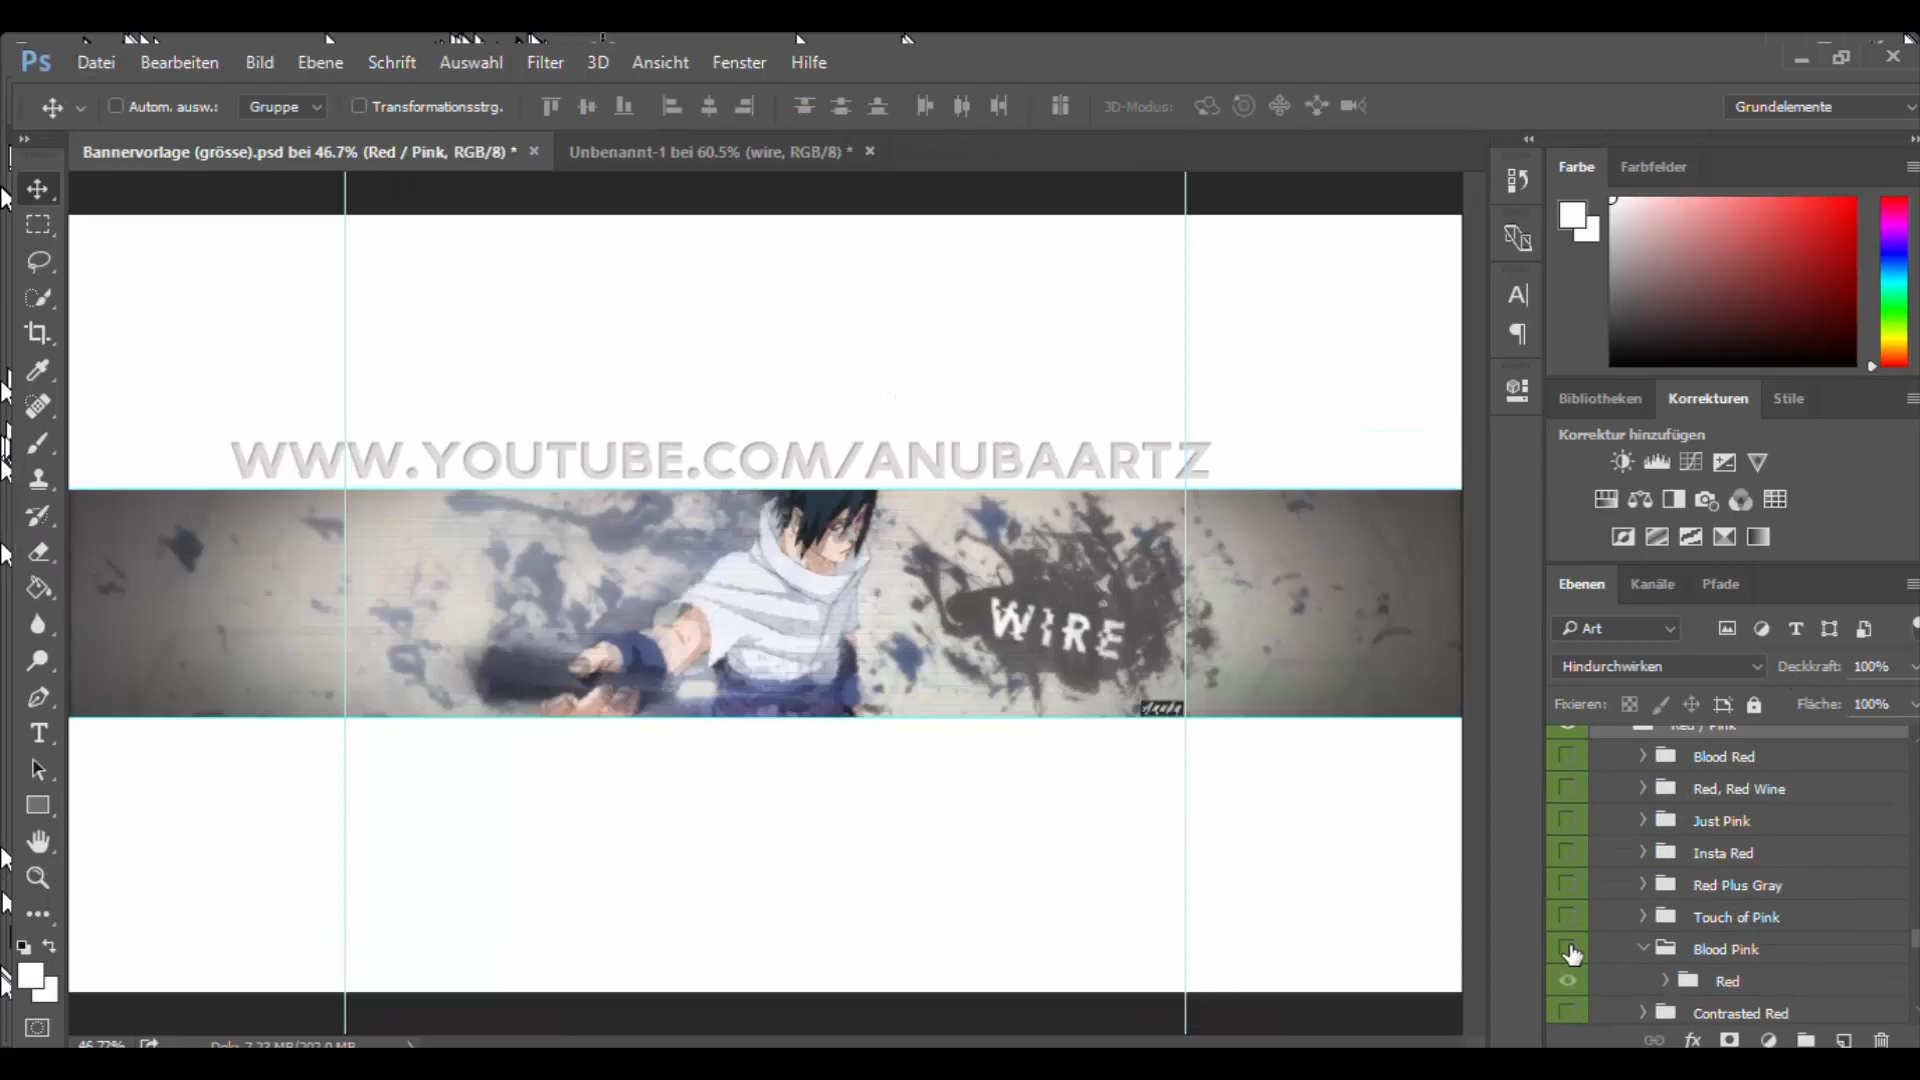 Ps Datei Bearbeiten Bild Ebene Schrift Auswahl Filter 3D Ansicht Fenster Hilfe
Autom. ausw.: Gruppe Transformationsstrg. 3D-Modus: Grundelemente
Bannervorlage (grösse).psd bei 46.7% (Red / Pink, RGB/8) * × Unbenannt-1 bei 60.5% (wire, RGB/8) * ×
Farbe Farbfelder
Bibliotheken Korrekturen Stile
Korrektur hinzufügen
WWW.YOUTUBE.COM/ANUBAARTZ
WIRE
Anuba
Ebenen Kanäle Pfade
Art
Hindurchwirken Deckkraft: 100%
Fixieren: Fläche: 100%
Red / Pink
Blood Red
Red, Red Wine
Just Pink
Insta Red
Red Plus Gray
Touch of Pink
Blood Pink
Red
Contrasted Red
46.72% Dok: 7.23 MB/202.0 MB
fx